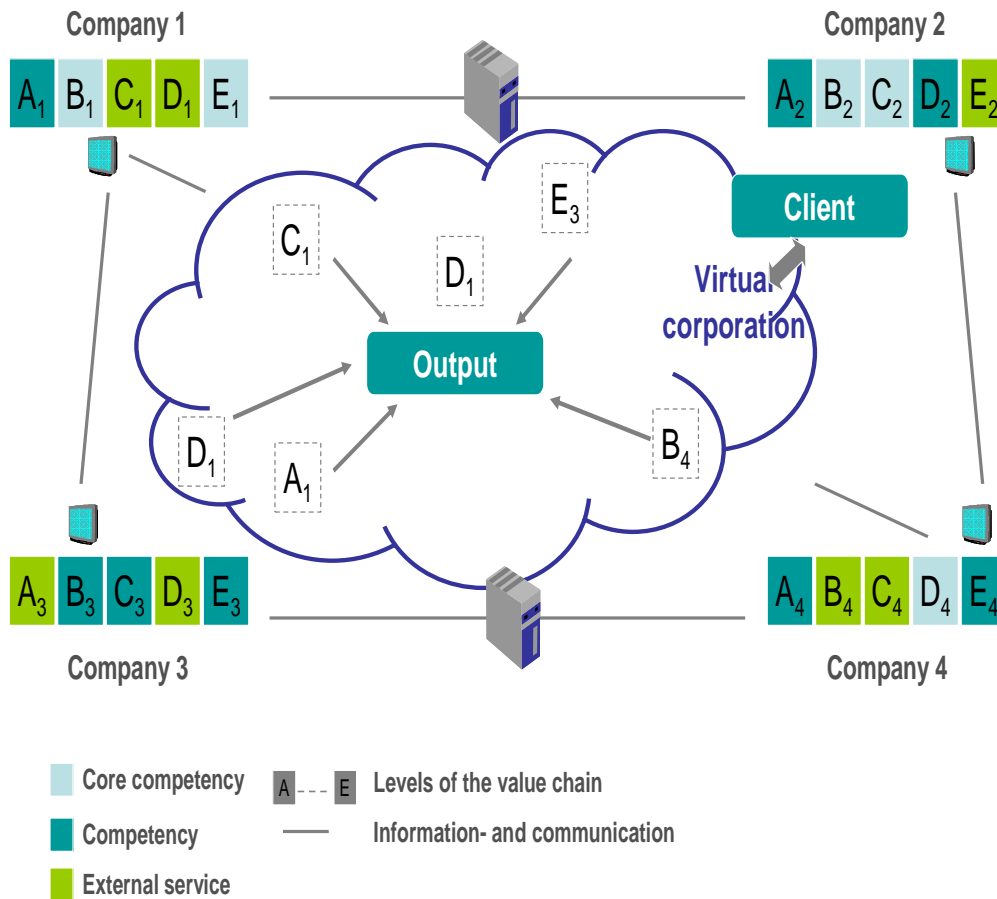 Company 1
Company 2
A1 B1 C1 D1 E1
A2 B2 C2 D2 E2
E3
Client
C1
D1
Virtual
corporation
Output
D1
A1
B4
A3 B3 C3 D3 E3
A4 B4 C4 D4 E4
Company 3
Company 4
Core competency
A E Levels of the value chain
Competency
Information- and communication
External service